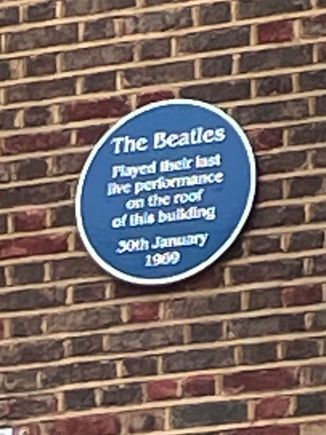 The Beatles
Played their last
live performance
on the roof
of this building
30th January
1969